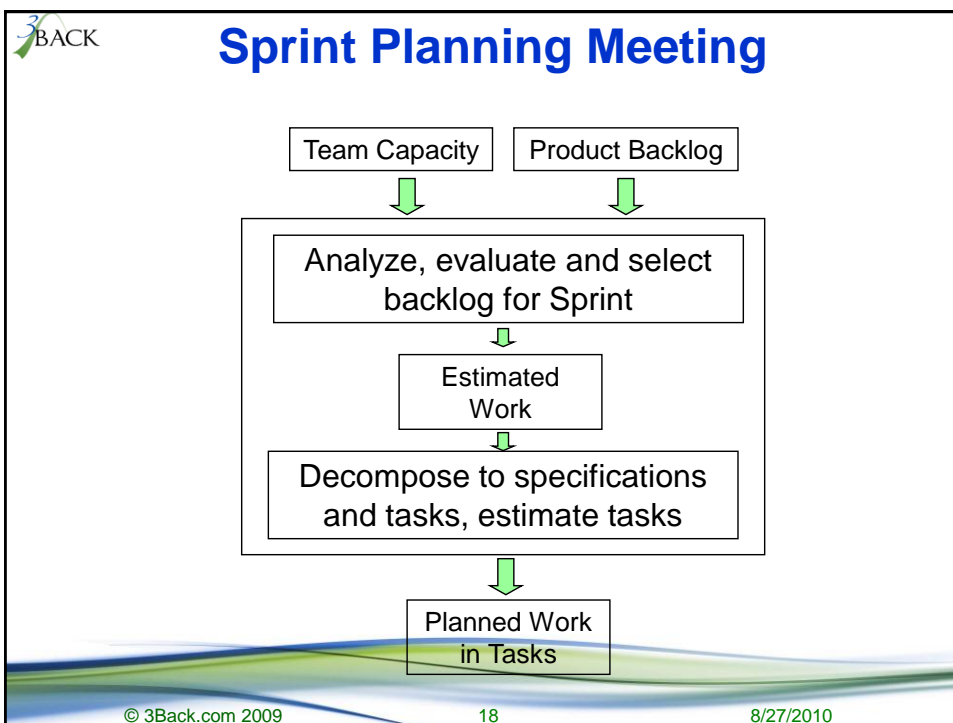 3BACK
Sprint Planning Meeting
Team Capacity
Product Backlog
Analyze, evaluate and select
backlog for Sprint
Estimated
Work
Decompose to specifications
and tasks, estimate tasks
Planned Work
in Tasks
© 3Back.com 2009
18
8/27/2010